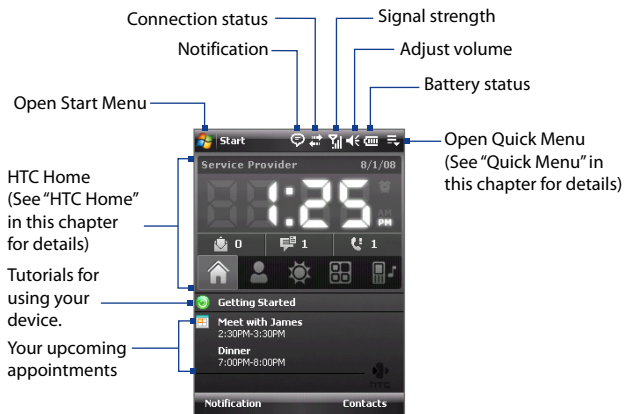 Connection status
Signal strength
Notification
Adjust volume
Battery status
Open Start Menu
Open Quick Menu
(See “Quick Menu” in
this chapter for details)
HTC Home
(See “HTC Home”
in this chapter
for details)
Tutorials for
using your
device.
Your upcoming
appointments
Start
Service Provider 8/1/08
1:25 AM
PM
0 1 1
Getting Started
Meet with James
2:30PM-3:30PM
Dinner
7:00PM-8:00PM
htc
Notification Contacts